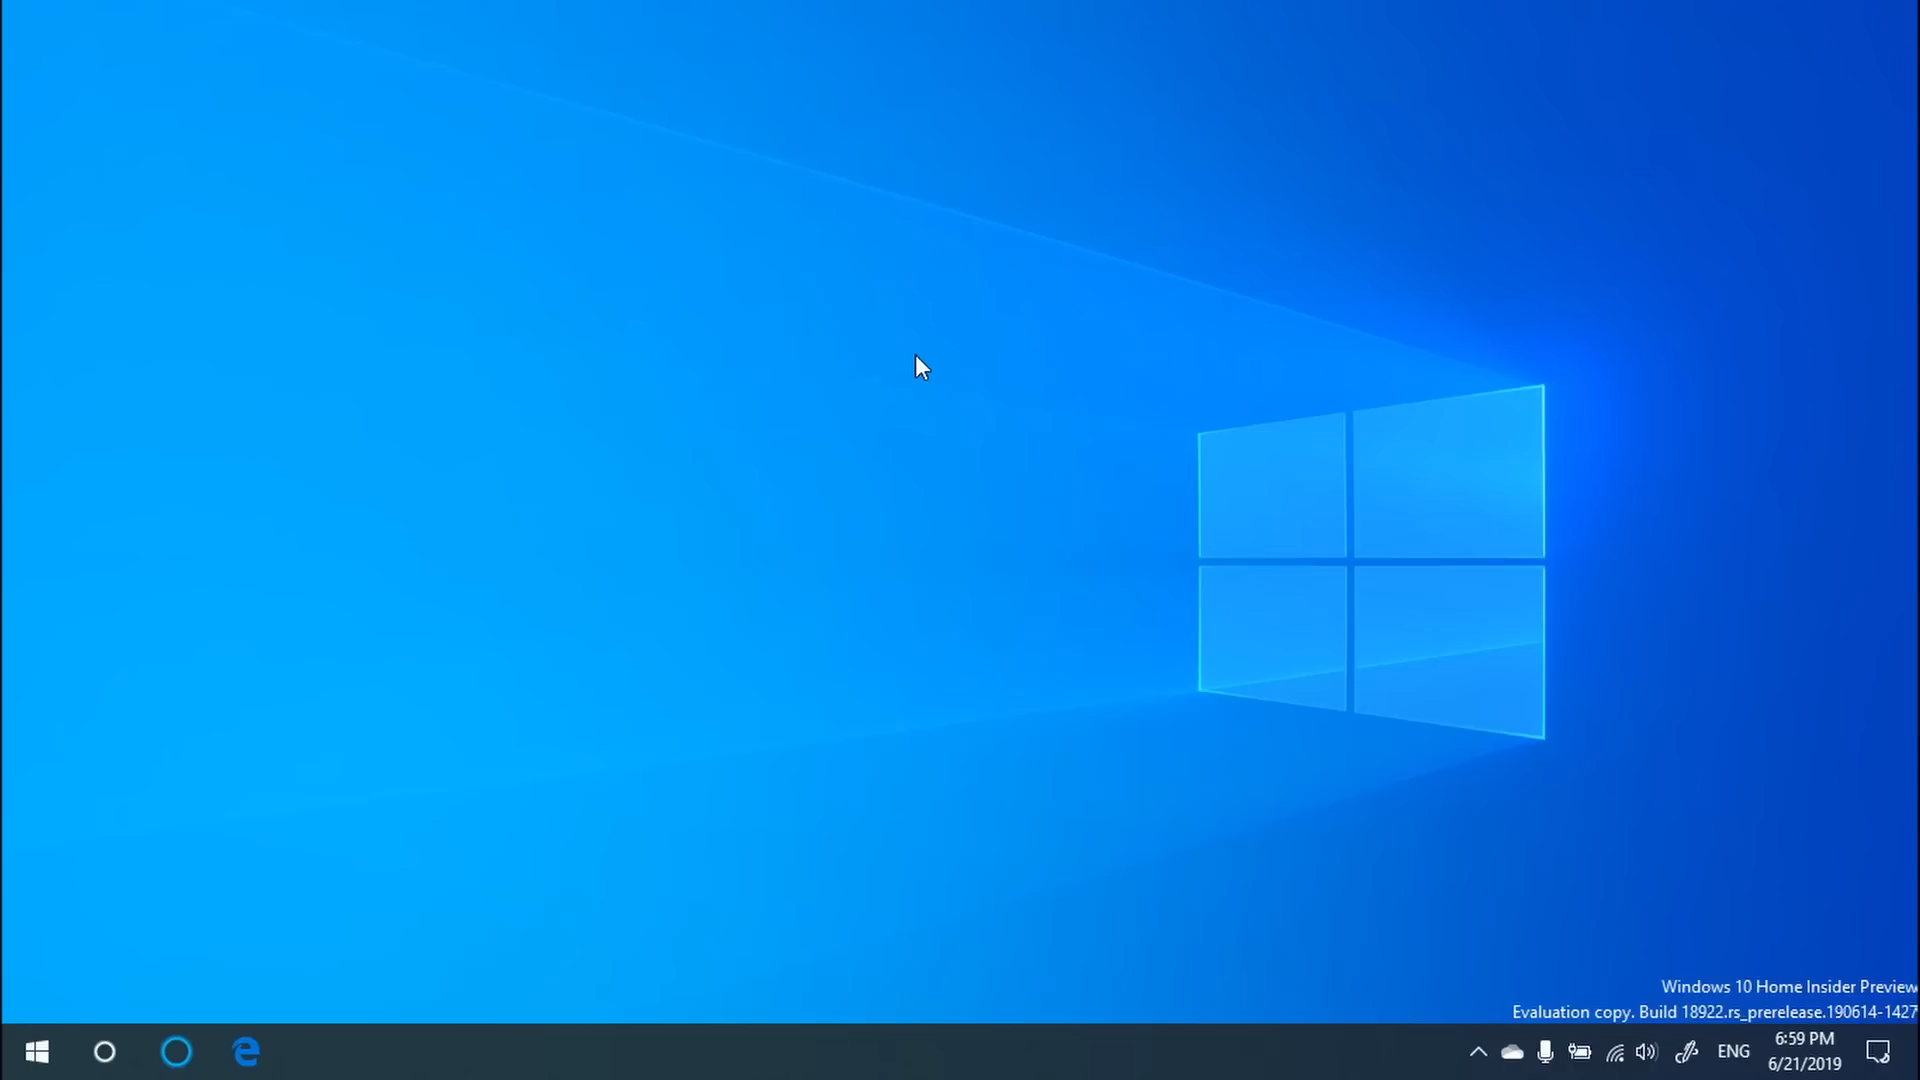 Windows 10 Home Insider Preview
Evaluation copy. Build 18922.rs_prerelease.190614-1427
ENG
6:59 PM
6/21/2019